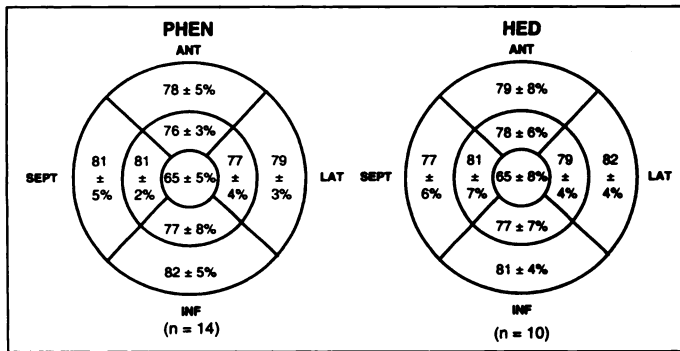 PHEN
ANT
78 ± 5%
76 ± 3%
SEPT
81 ± 5%
81 ± 2%
65 ± 5%
77 ± 4%
79 ± 3%
LAT
77 ± 8%
82 ± 5%
INF
(n = 14)
HED
ANT
79 ± 8%
78 ± 6%
SEPT
77 ± 6%
81 ± 7%
65 ± 8%
79 ± 4%
82 ± 4%
LAT
77 ± 7%
81 ± 4%
INF
(n = 10)